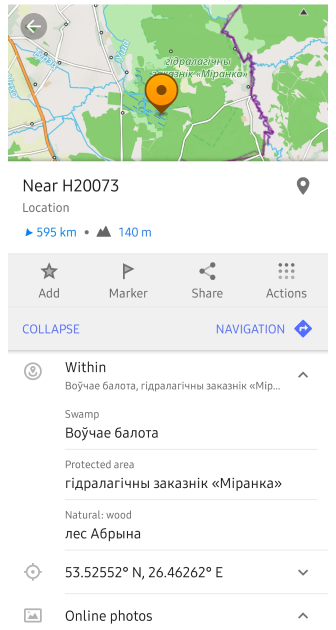 Мшанк
гідралагічны
заказнік «Міранка»
Near H20073
Location
595 km • 140 m
Add Marker Share Actions
COLLAPSE NAVIGATION
Within
Воўчае балота, гідралагічны заказнік «Мір...
Swamp
Воўчае балота
Protected area
гідралагічны заказнік «Міранка»
Natural: wood
лес Абрына
53.52552° N, 26.46262° E
Online photos